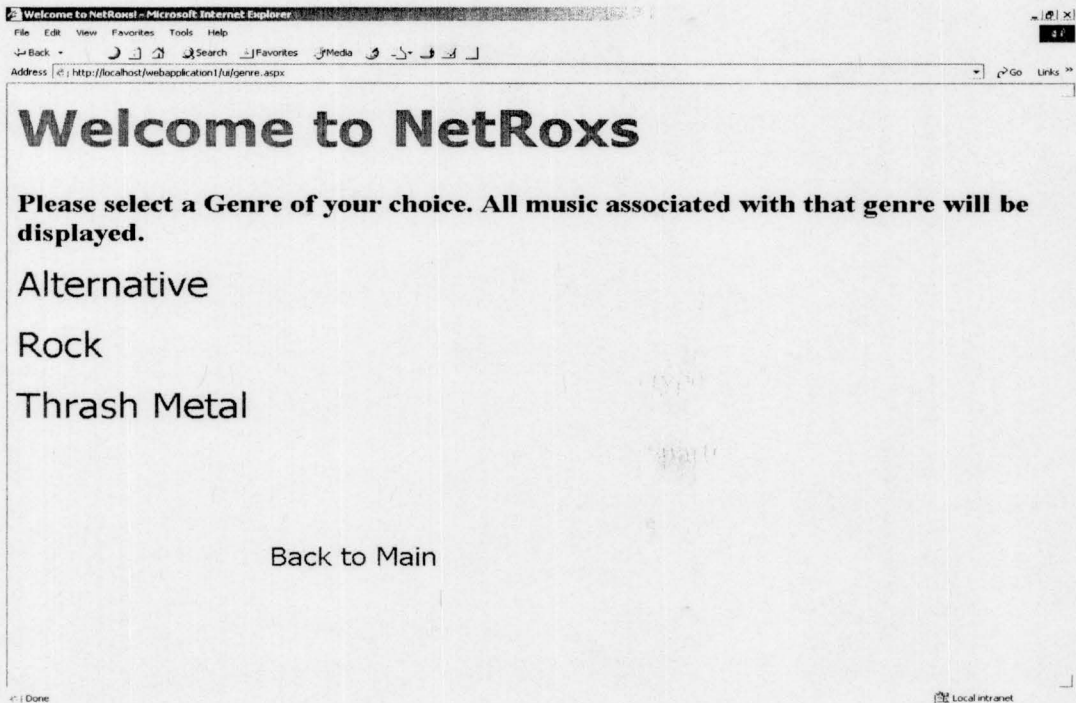 Welcome to NetRoxs! - Microsoft Internet Explorer
File Edit View Favorites Tools Help
Back Search Favorites Media
Address http://localhost/webapplication1/ui/genre.aspx Go Links »
Welcome to NetRoxs
Please select a Genre of your choice. All music associated with that genre will be
displayed.
Alternative
Rock
Thrash Metal
Back to Main
Done Local intranet